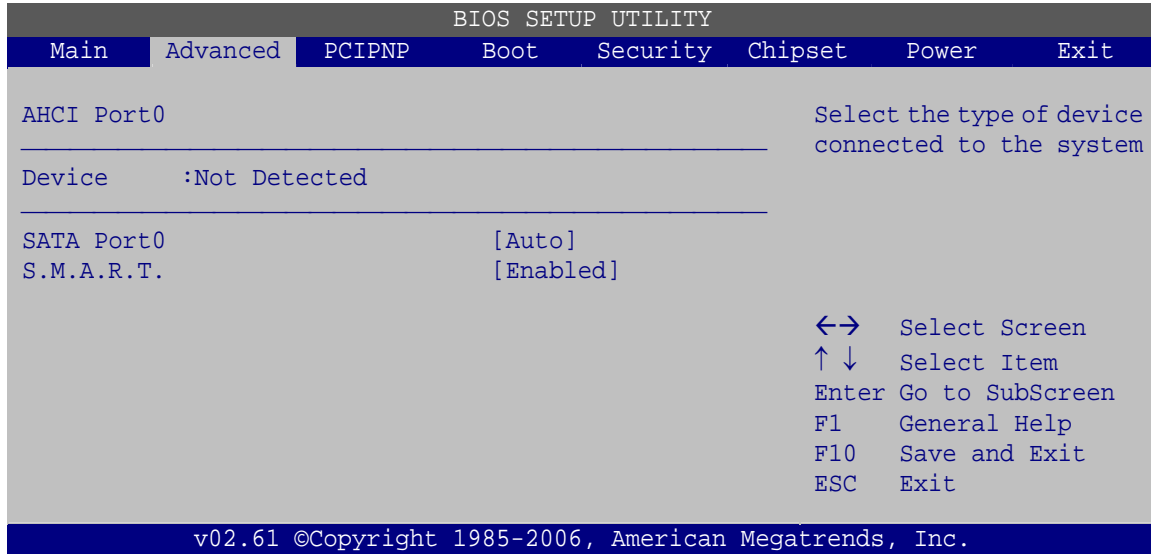 BIOS SETUP UTILITY
Main Advanced PCIPNP Boot Security Chipset Power Exit
AHCI Port0
Device :Not Detected
SATA Port0 [Auto]
S.M.A.R.T. [Enabled]
Select the type of device
connected to the system
←→ Select Screen
↑ ↓ Select Item
Enter Go to SubScreen
F1 General Help
F10 Save and Exit
ESC Exit
v02.61 ©Copyright 1985-2006, American Megatrends, Inc.